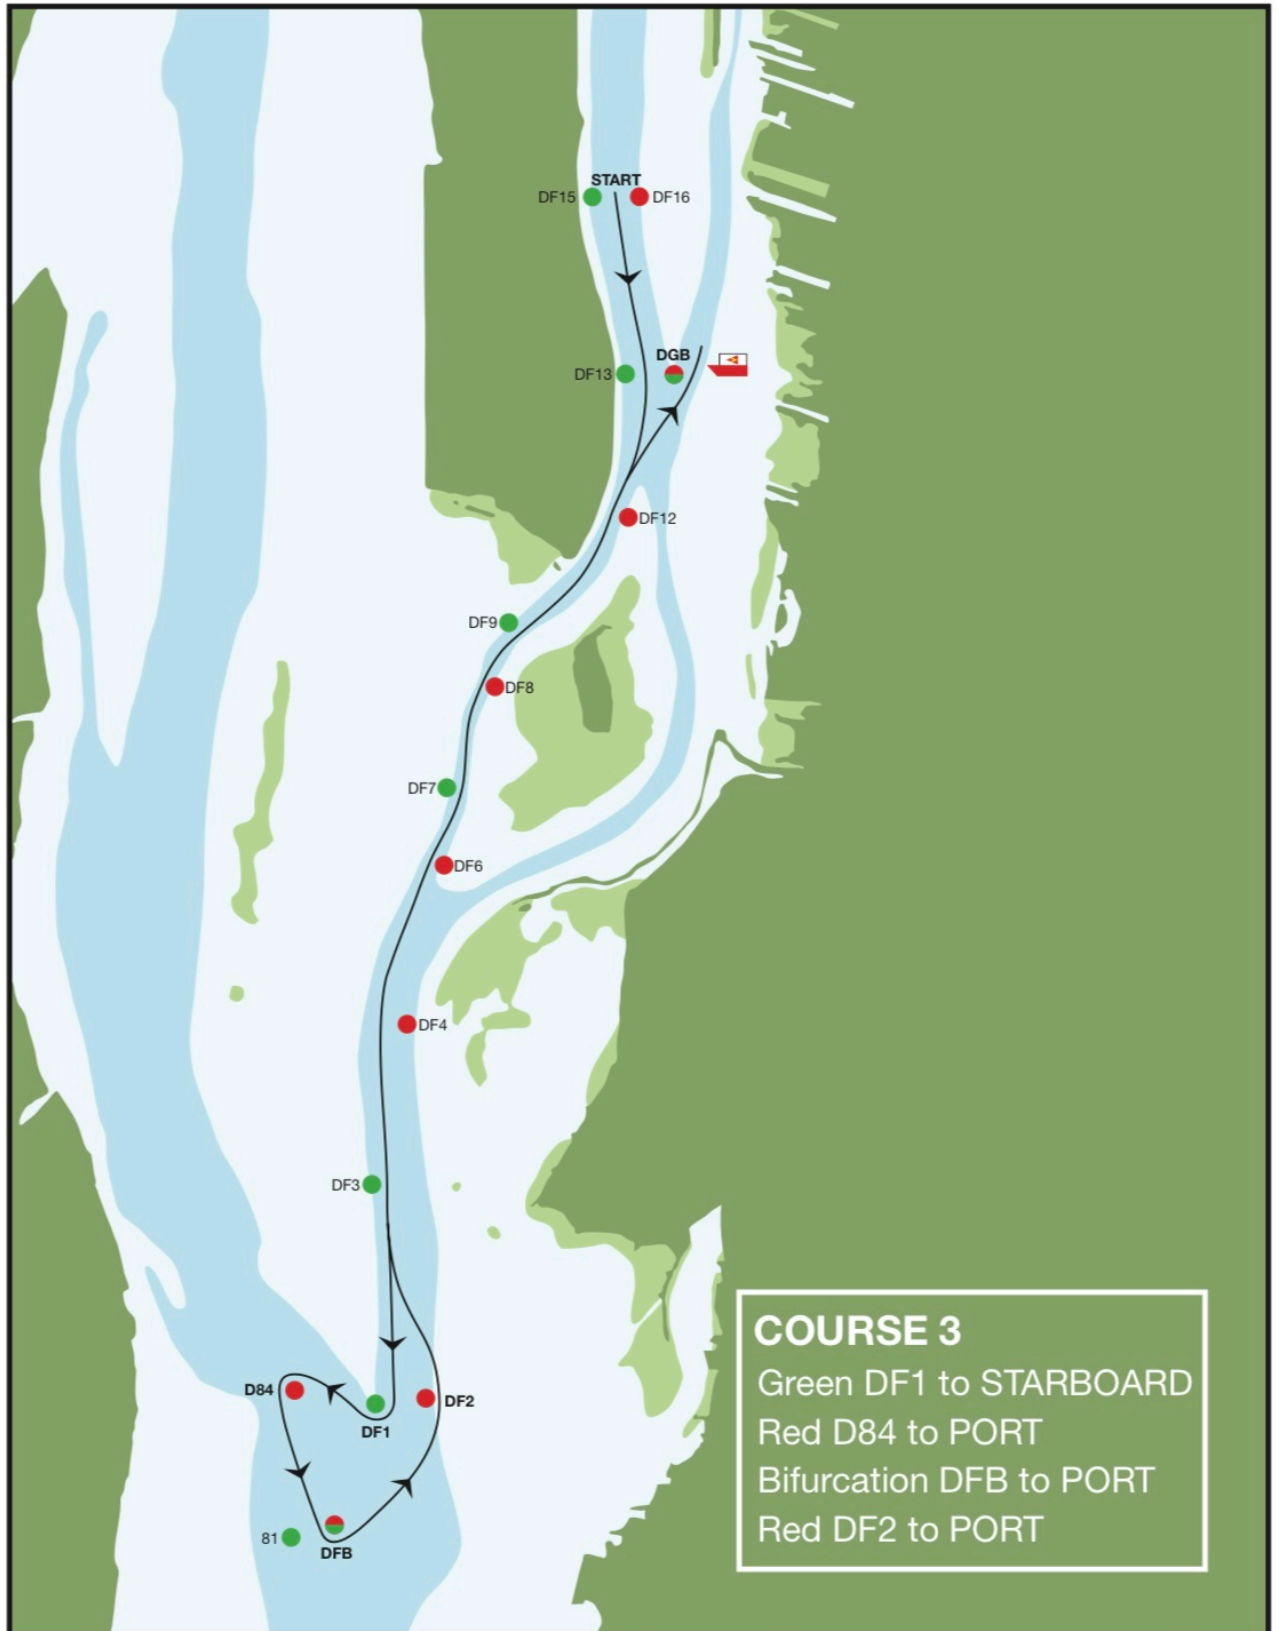 START
DF15
DF16
DGB
DF13
DF12
DF9
DF8
DF7
DF6
DF4
DF3
D84
DF2
DF1
81
DFB
COURSE 3
Green DF1 to STARBOARD
Red D84 to PORT
Bifurcation DFB to PORT
Red DF2 to PORT